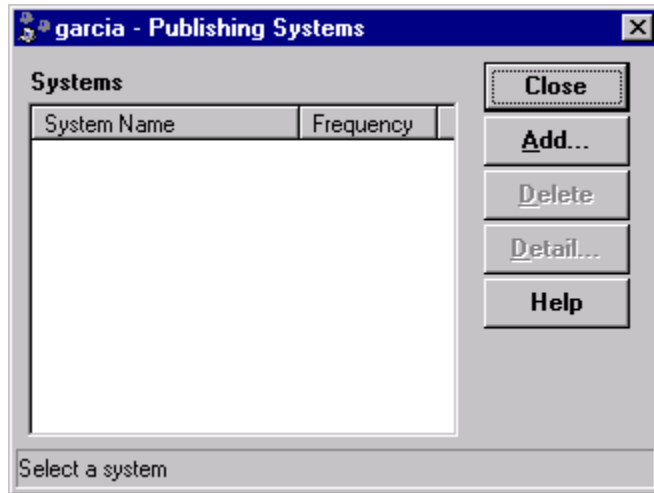 garcia - Publishing Systems
Systems
System Name Frequency
Close
Add...
Delete
Detail...
Help
Select a system